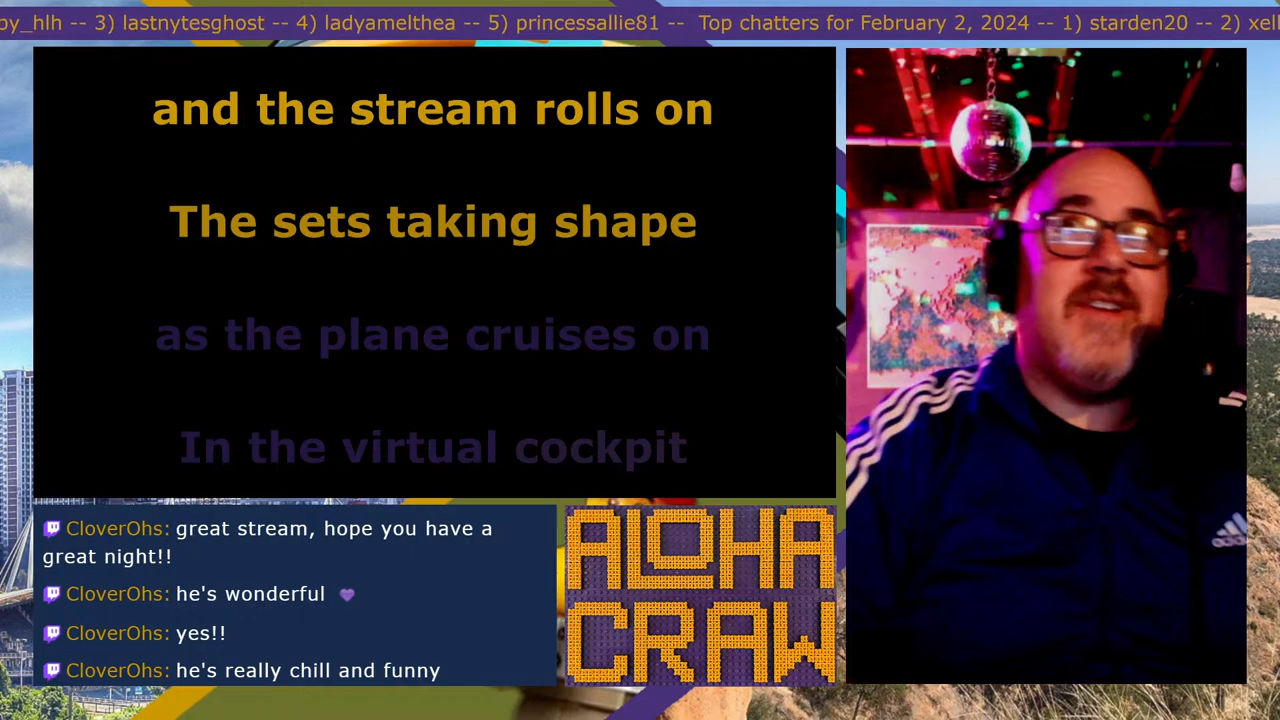 by_hlh -- 3) lastnytesghost -- 4) ladyamelthea -- 5) princessallie81 -- Top chatters for February 2, 2024 -- 1) starden20 -- 2) xell
and the stream rolls on
The sets taking shape
as the plane cruises on
In the virtual cockpit
CloverOhs: great stream, hope you have a
great night!!
CloverOhs: he's wonderful 💜
CloverOhs: yes!!
CloverOhs: he's really chill and funny
ALOHA
CRAW